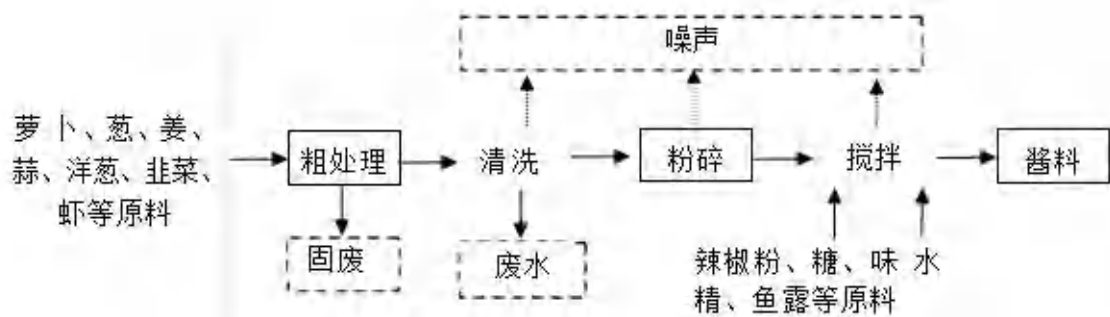 噪声
萝卜、葱、姜、
蒜、洋葱、韭菜、
虾等原料
粗处理
清洗
粉碎
搅拌
酱料
固废
废水
辣椒粉、糖、味
精、鱼露等原料
水